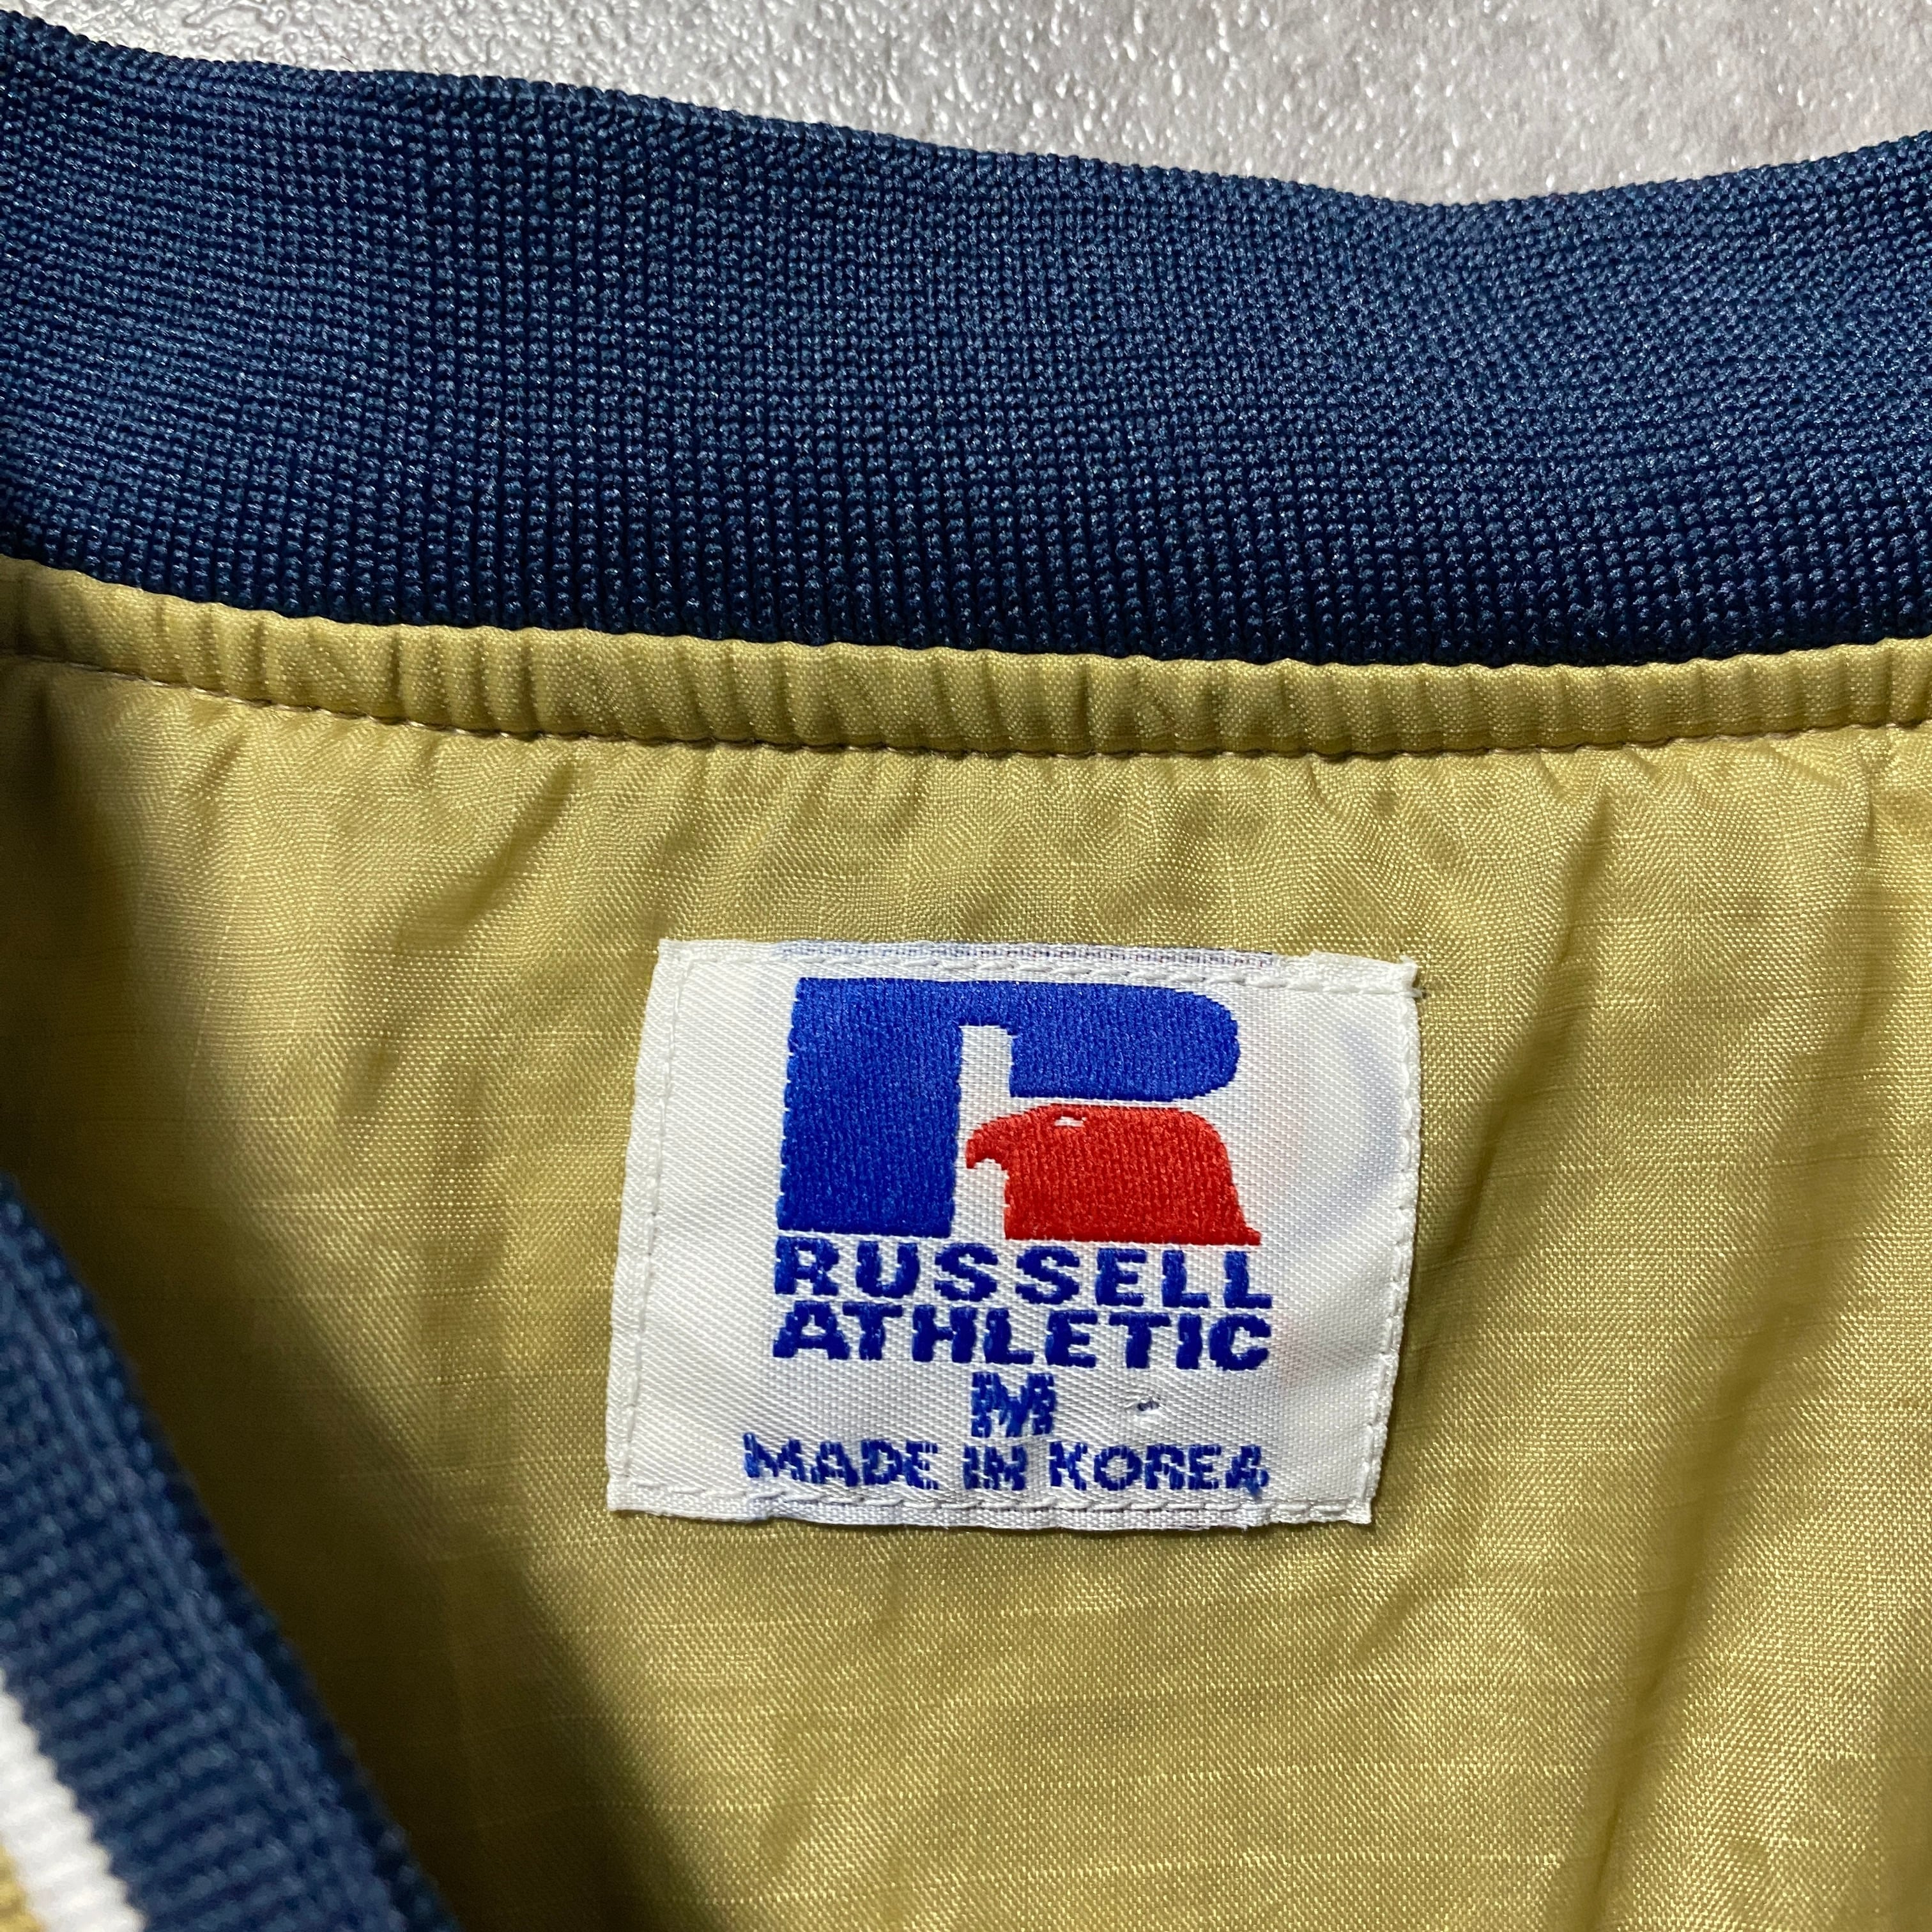 RUSSELL
ATHLETIC
M
MADE IN KOREA